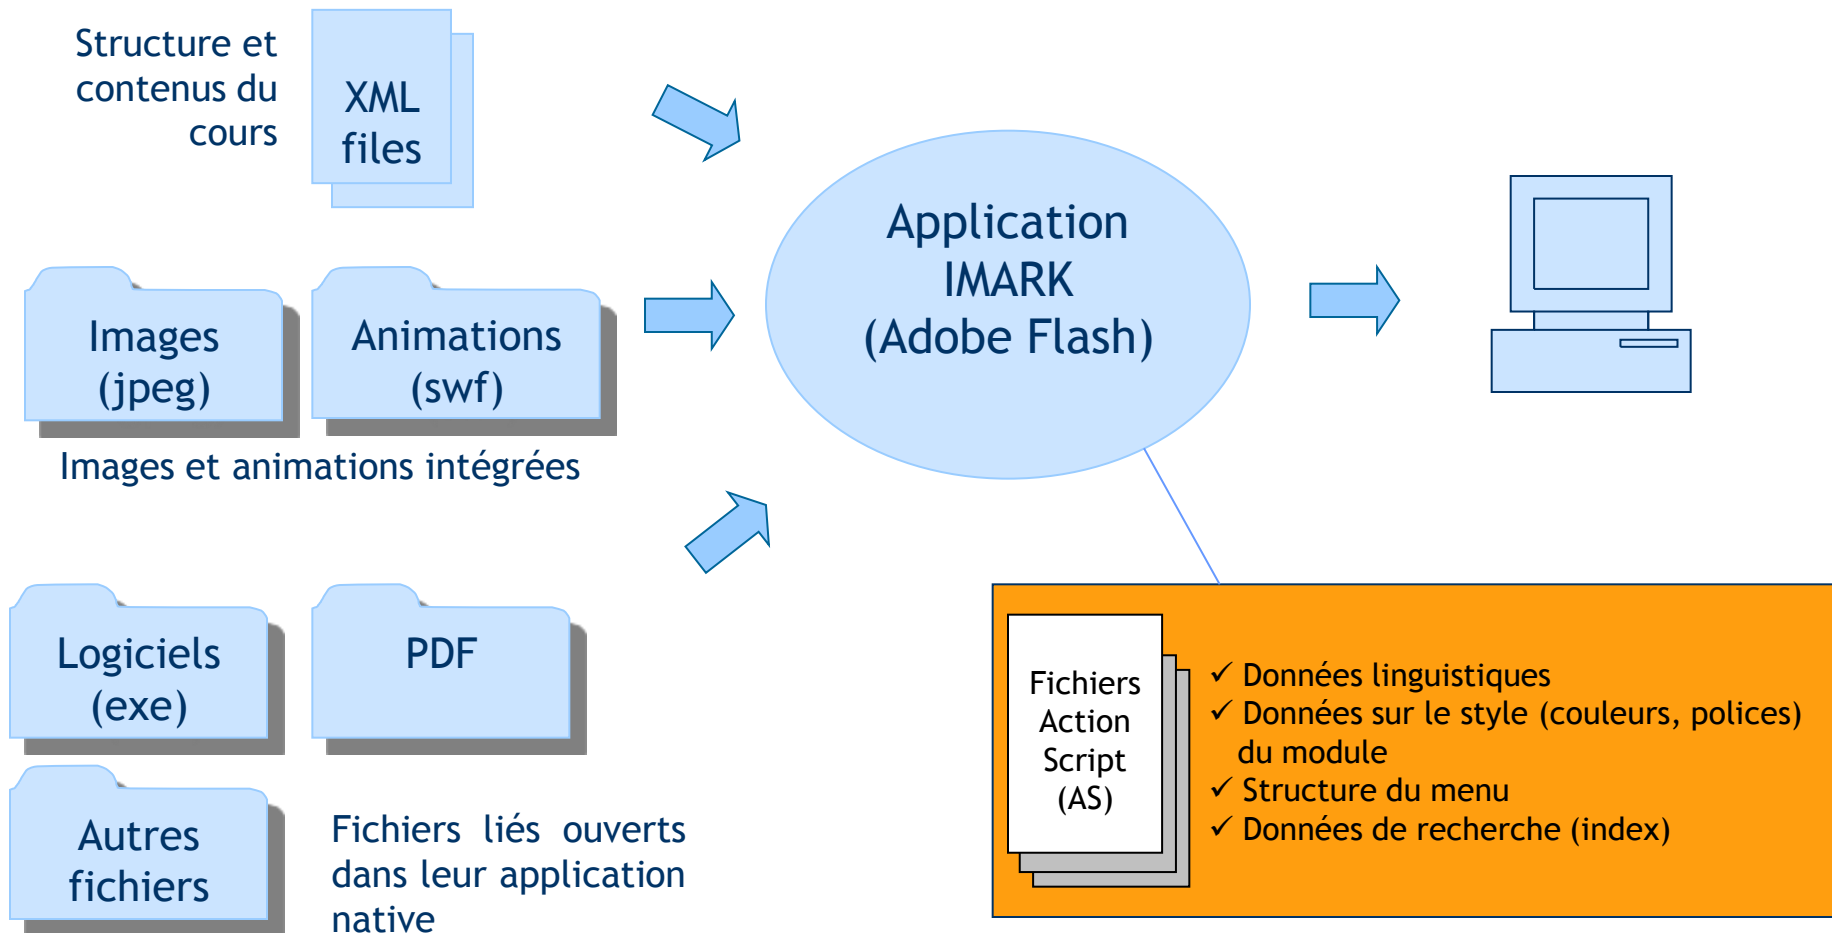 Structure et
contenus du
cours
XML
files
Images
(jpeg)
Animations
(swf)
Images et animations intégrées
Application
IMARK
(Adobe Flash)
Logiciels
(exe)
PDF
Autres
fichiers
Fichiers liés ouverts
dans leur application
native
Fichiers
Action
Script
(AS)
✓ Données linguistiques
✓ Données sur le style (couleurs, polices)
du module
✓ Structure du menu
✓ Données de recherche (index)